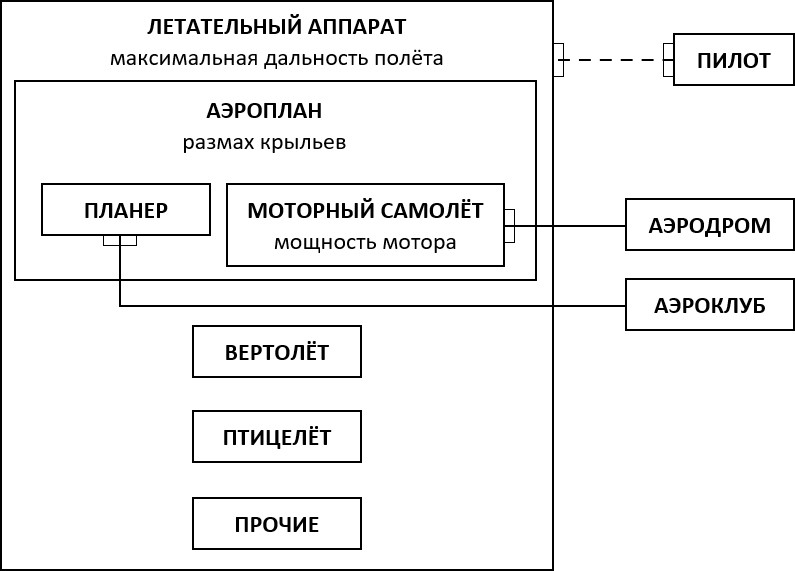 ЛЕТАТЕЛЬНЫЙ АППАРАТ
максимальная дальность полёта
ПИЛОТ
АЭРОПЛАН
размах крыльев
ПЛАНЕР
МОТОРНЫЙ САМОЛЁТ
мощность мотора
АЭРОДРОМ
АЭРОКЛУБ
ВЕРТОЛЁТ
ПТИЦЕЛЁТ
ПРОЧИЕ